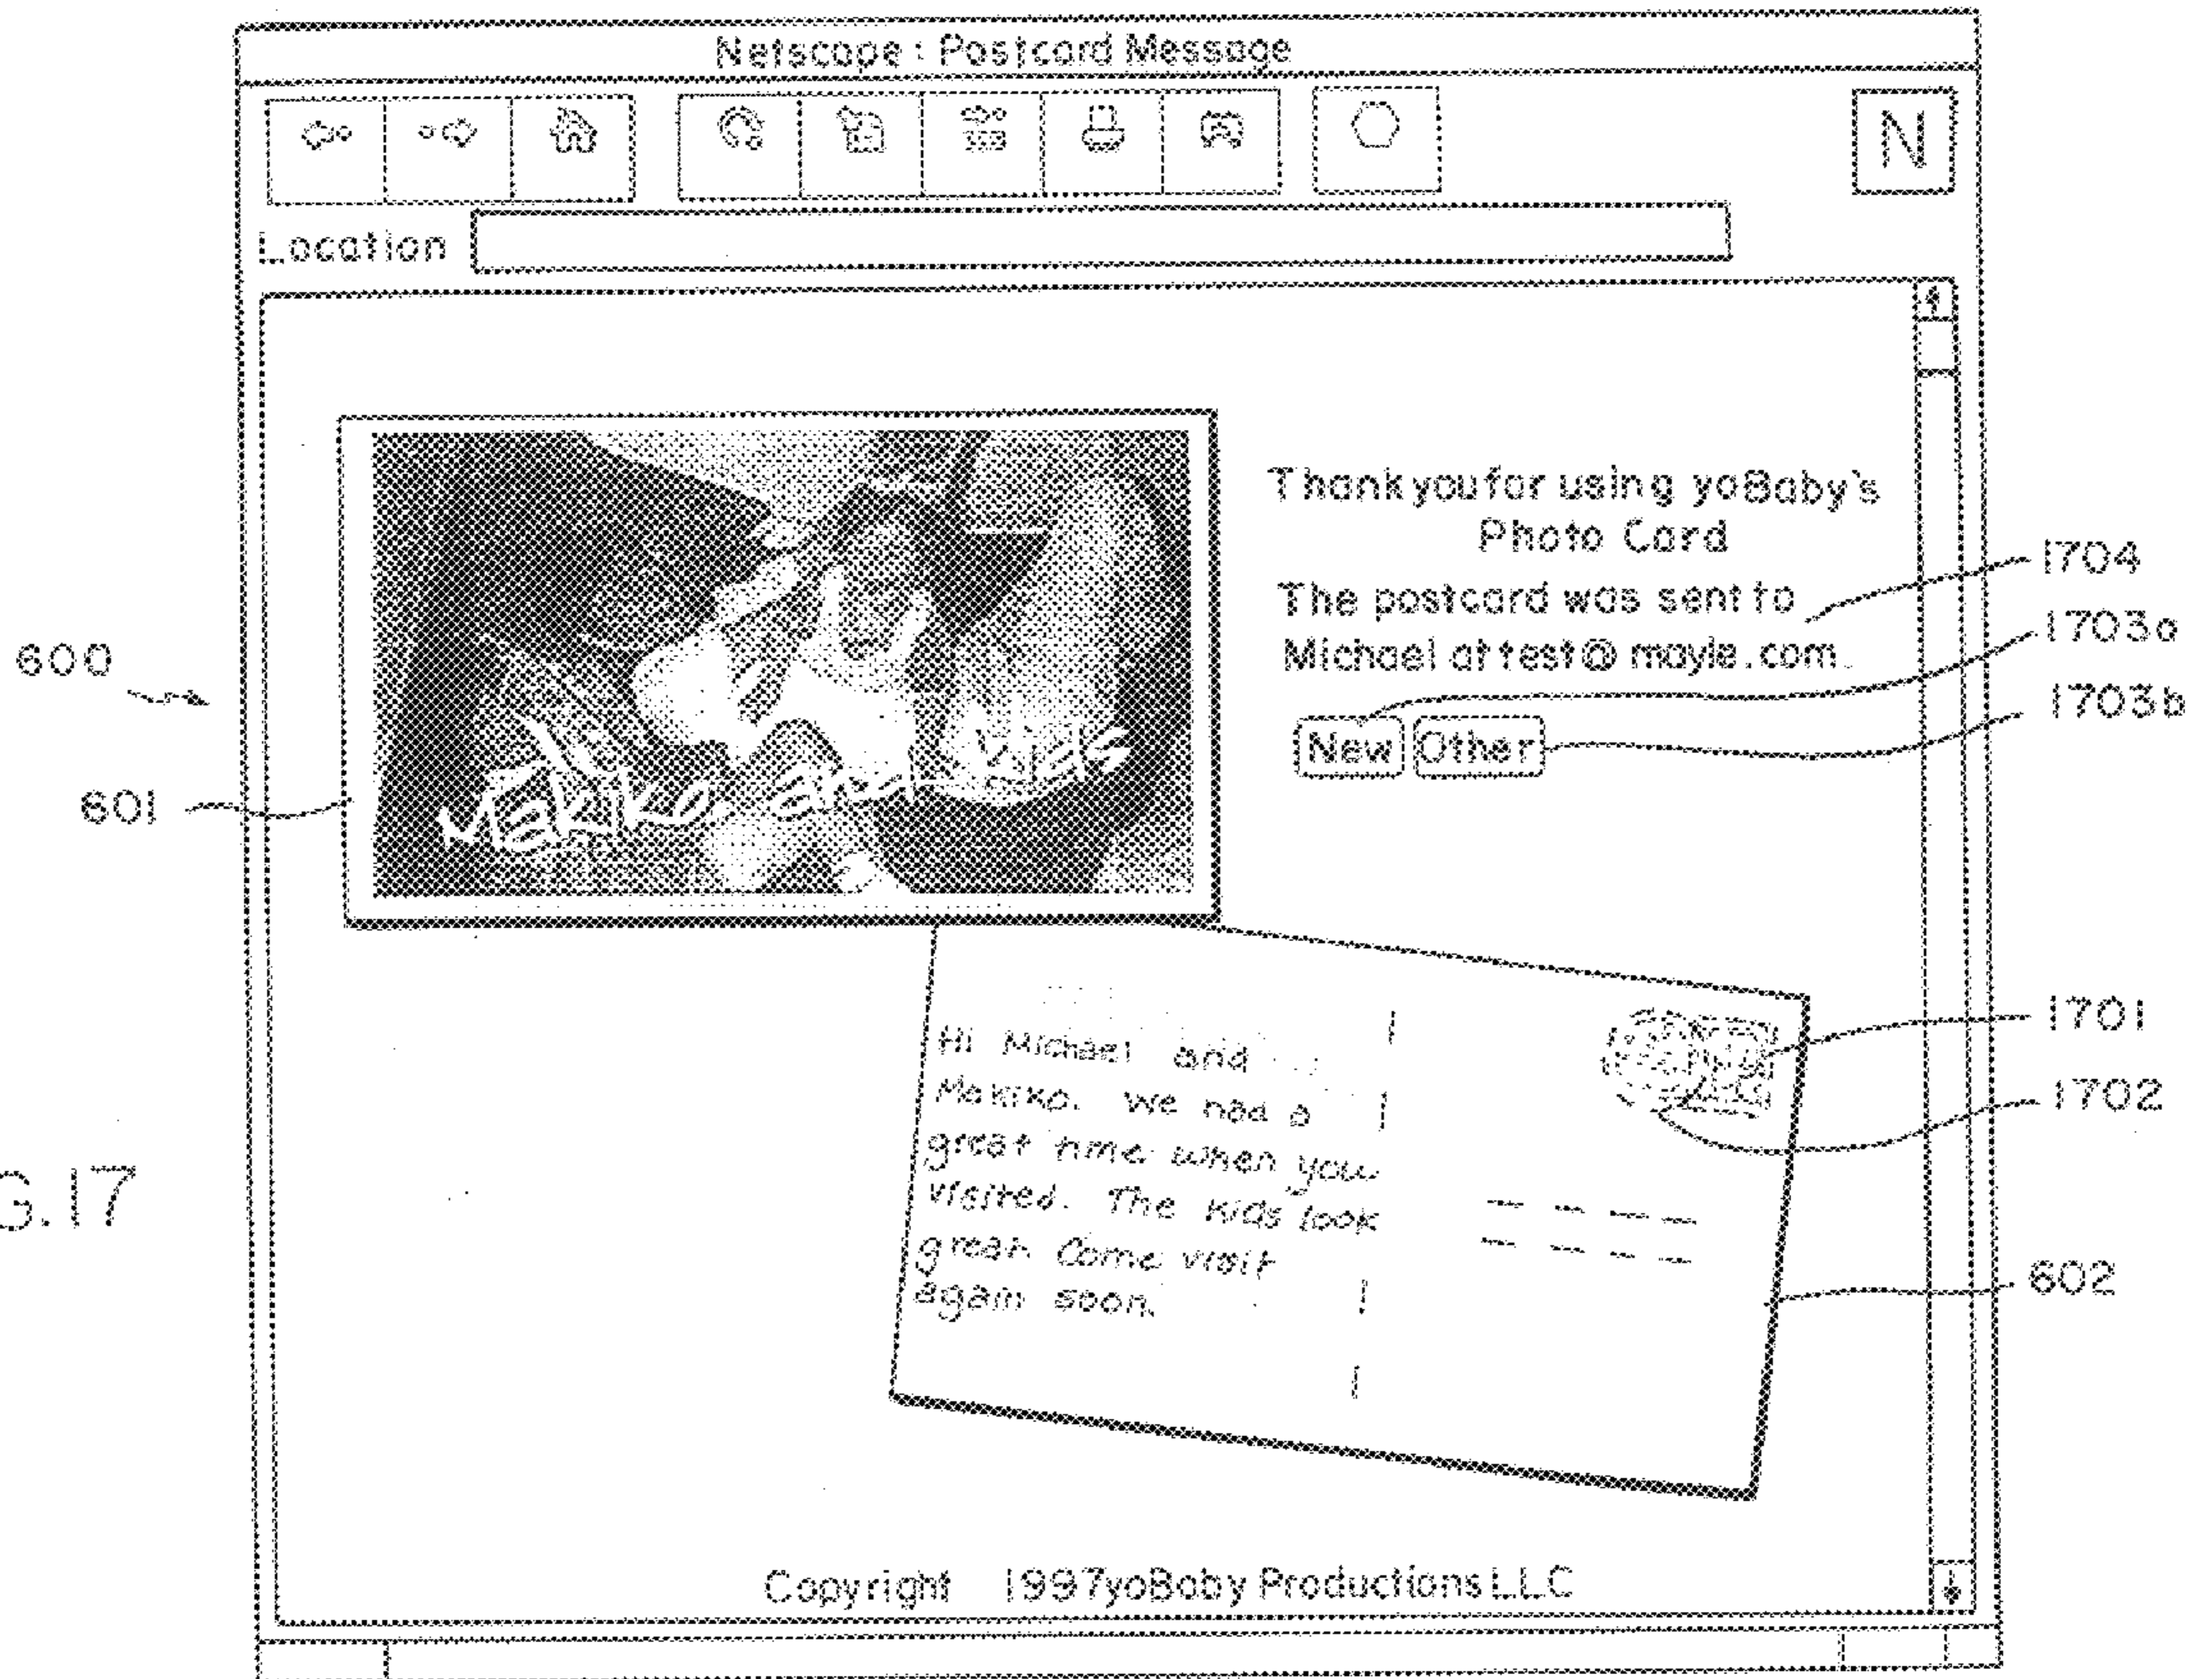 Netscape : Postcard Message
N
Location
Thank you for using yoBaby's
Photo Card
The postcard was sent to
Michael at test@mayle.com
New Other
Makiko and kids
Hi Michael and
Makiko. We had a
great time when you
visited. The kids look
great. Come visit
again soon.
Copyright 1997 yoBaby Productions LLC
600
601
1704
1703a
1703b
1701
1702
602
G.17